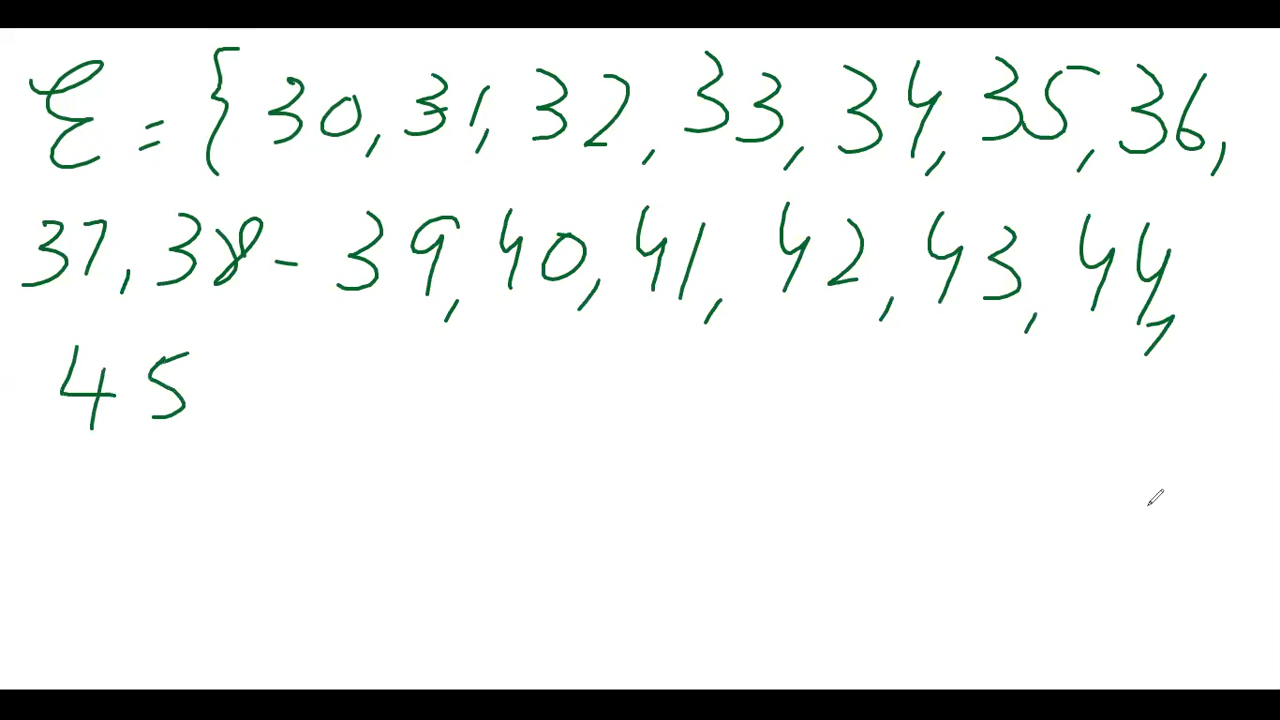 ℰ = { 30, 31, 32, 33, 34, 35, 36,
37, 38 - 39, 40, 41, 42, 43, 44,
45